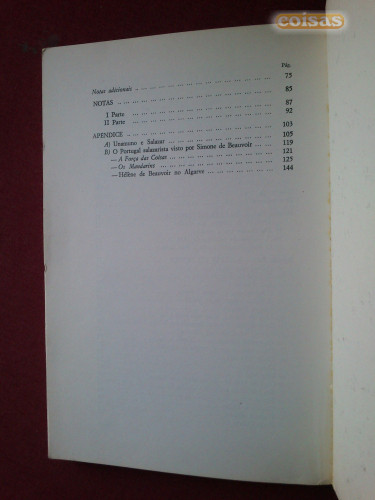 coisas
Pág.
Notas adicionais ... ... ... ... ... ... ... ... ... ... 75
NOTAS ... ... ... ... ... ... ... ... ... ... ... 85
I Parte ... ... ... ... ... ... ... ... ... ... 87
II Parte ... ... ... ... ... ... ... ... ... ... 92
APENDICE ... ... ... ... ... ... ... ... ... ... 103
A) Unamuno e Salazar ... ... ... ... ... ... ... 105
B) O Portugal salazarista visto por Simone de Beauvoir ... ... 119
—A Força das Coisas ... ... ... ... ... ... ... 121
—Os Mandarins ... ... ... ... ... ... ... ... 125
—Hélène de Beauvoir no Algarve ... ... ... ... ... 144